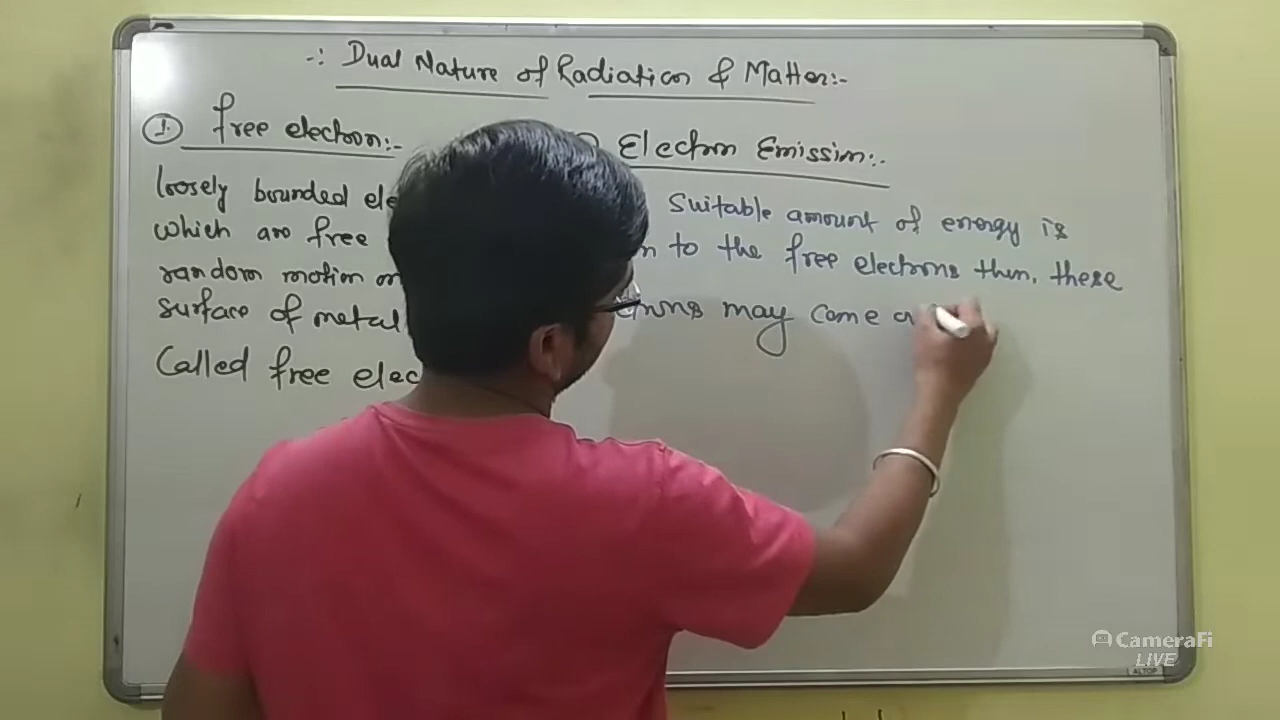 -: Dual Nature of Radiation & Matter:-
1. free electron:-
loosely bounded ele
which are free
random motion on
surface of metal
Called free elec
Electron Emission:-
Suitable amount of energy is
n to the free electrons then, these
ctrons may come
CameraFi
LIVE